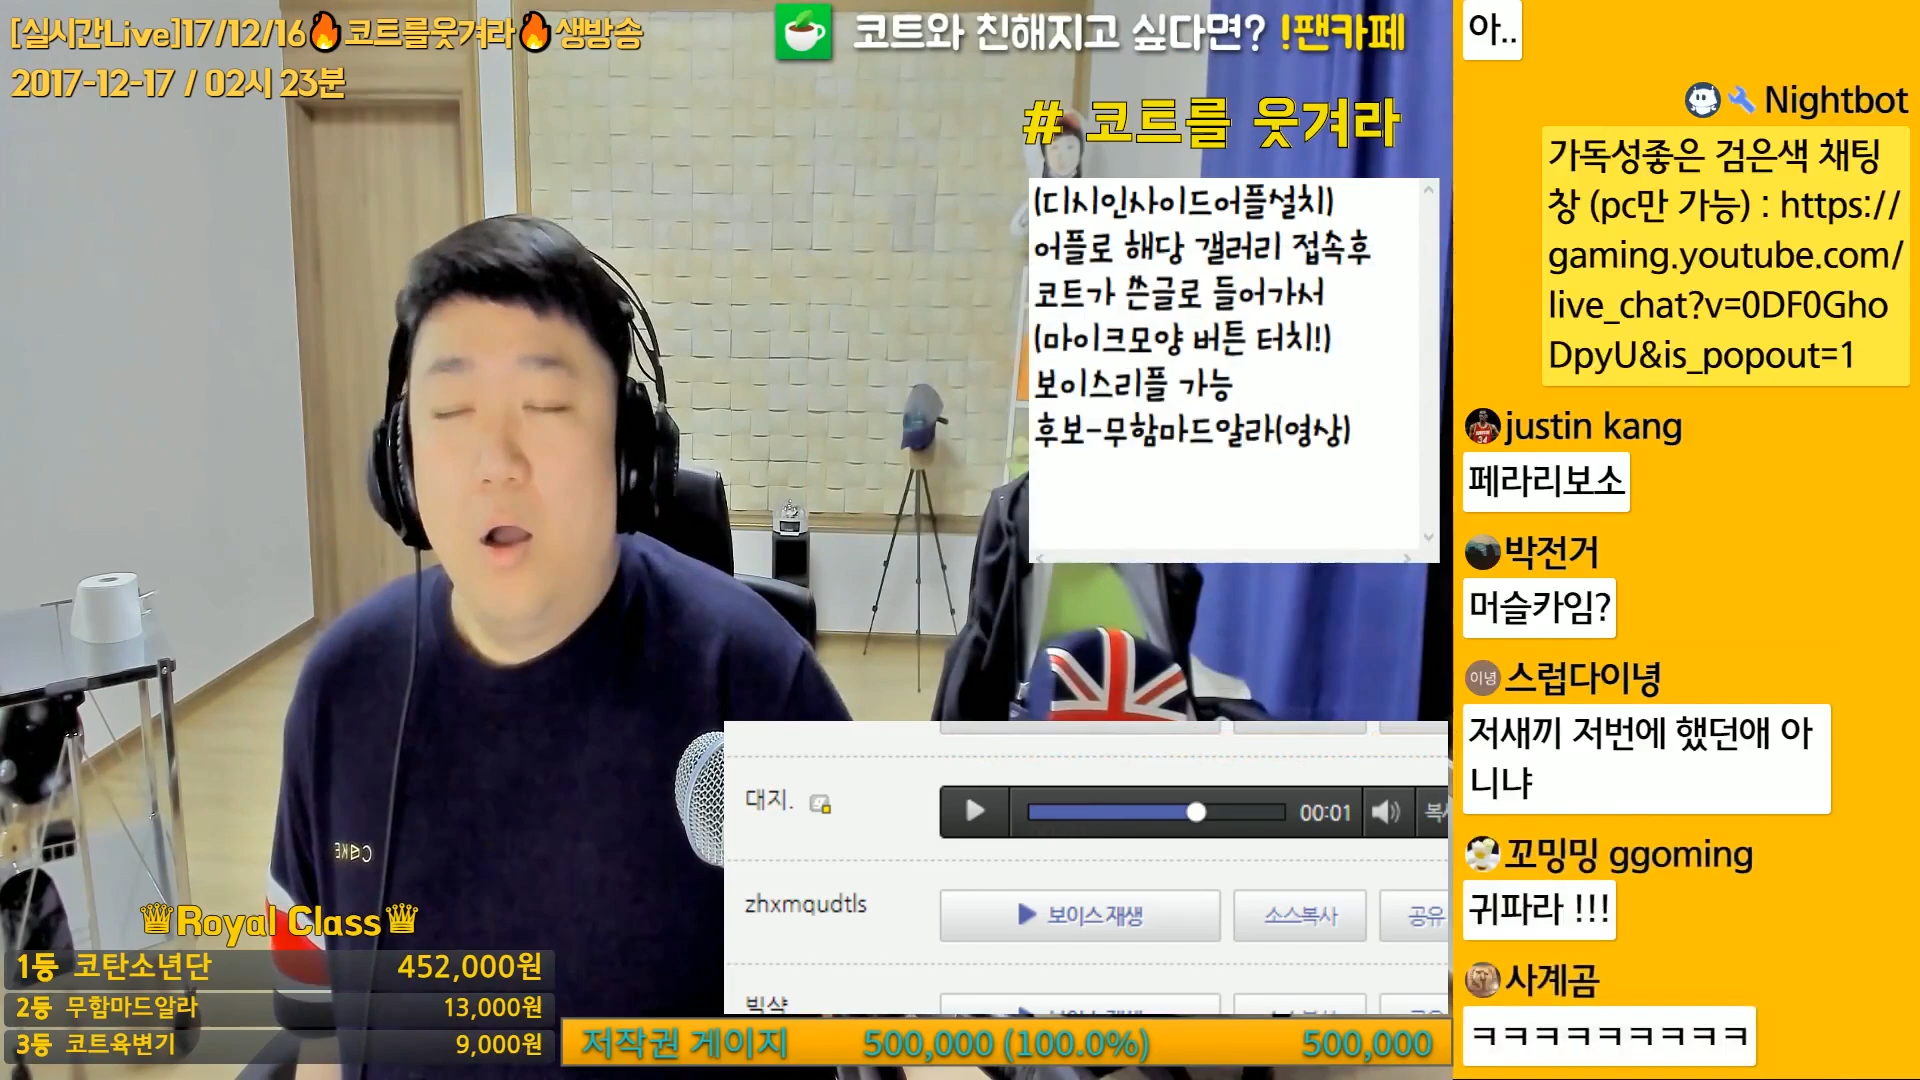 [실시간Live]17/12/16🔥코트를웃겨라🔥생방송
2017-12-17 / 02시 23분
코트와 친해지고 싶다면? !팬카페
# 코트를 웃겨라
(디시인사이드어플설치)
어플로 해당 갤러리 접속후
코트가 쓴글로 들어가서
(마이크모양 버튼 터치!)
보이스리플 가능
후보-무함마드알라(영상)
대지.
00:01
zhxmqudtls
보이스재생
소스복사
공유
CAKE
♛Royal Class♛
1등 코탄소년단 452,000원
2등 무함마드알라 13,000원
3등 코트육변기 9,000원
저작권 게이지 500,000 (100.0%) 500,000
아..
Nightbot
가독성좋은 검은색 채팅
창 (pc만 가능) : https://
gaming.youtube.com/
live_chat?v=0DF0Gho
DpyU&is_popout=1
justin kang
페라리보소
박전거
머슬카임?
이녕 스럽다이녕
저새끼 저번에 했던애 아
니냐
꼬밍밍 ggoming
귀파라 !!!
사계곰
ㅋㅋㅋㅋㅋㅋㅋㅋㅋ